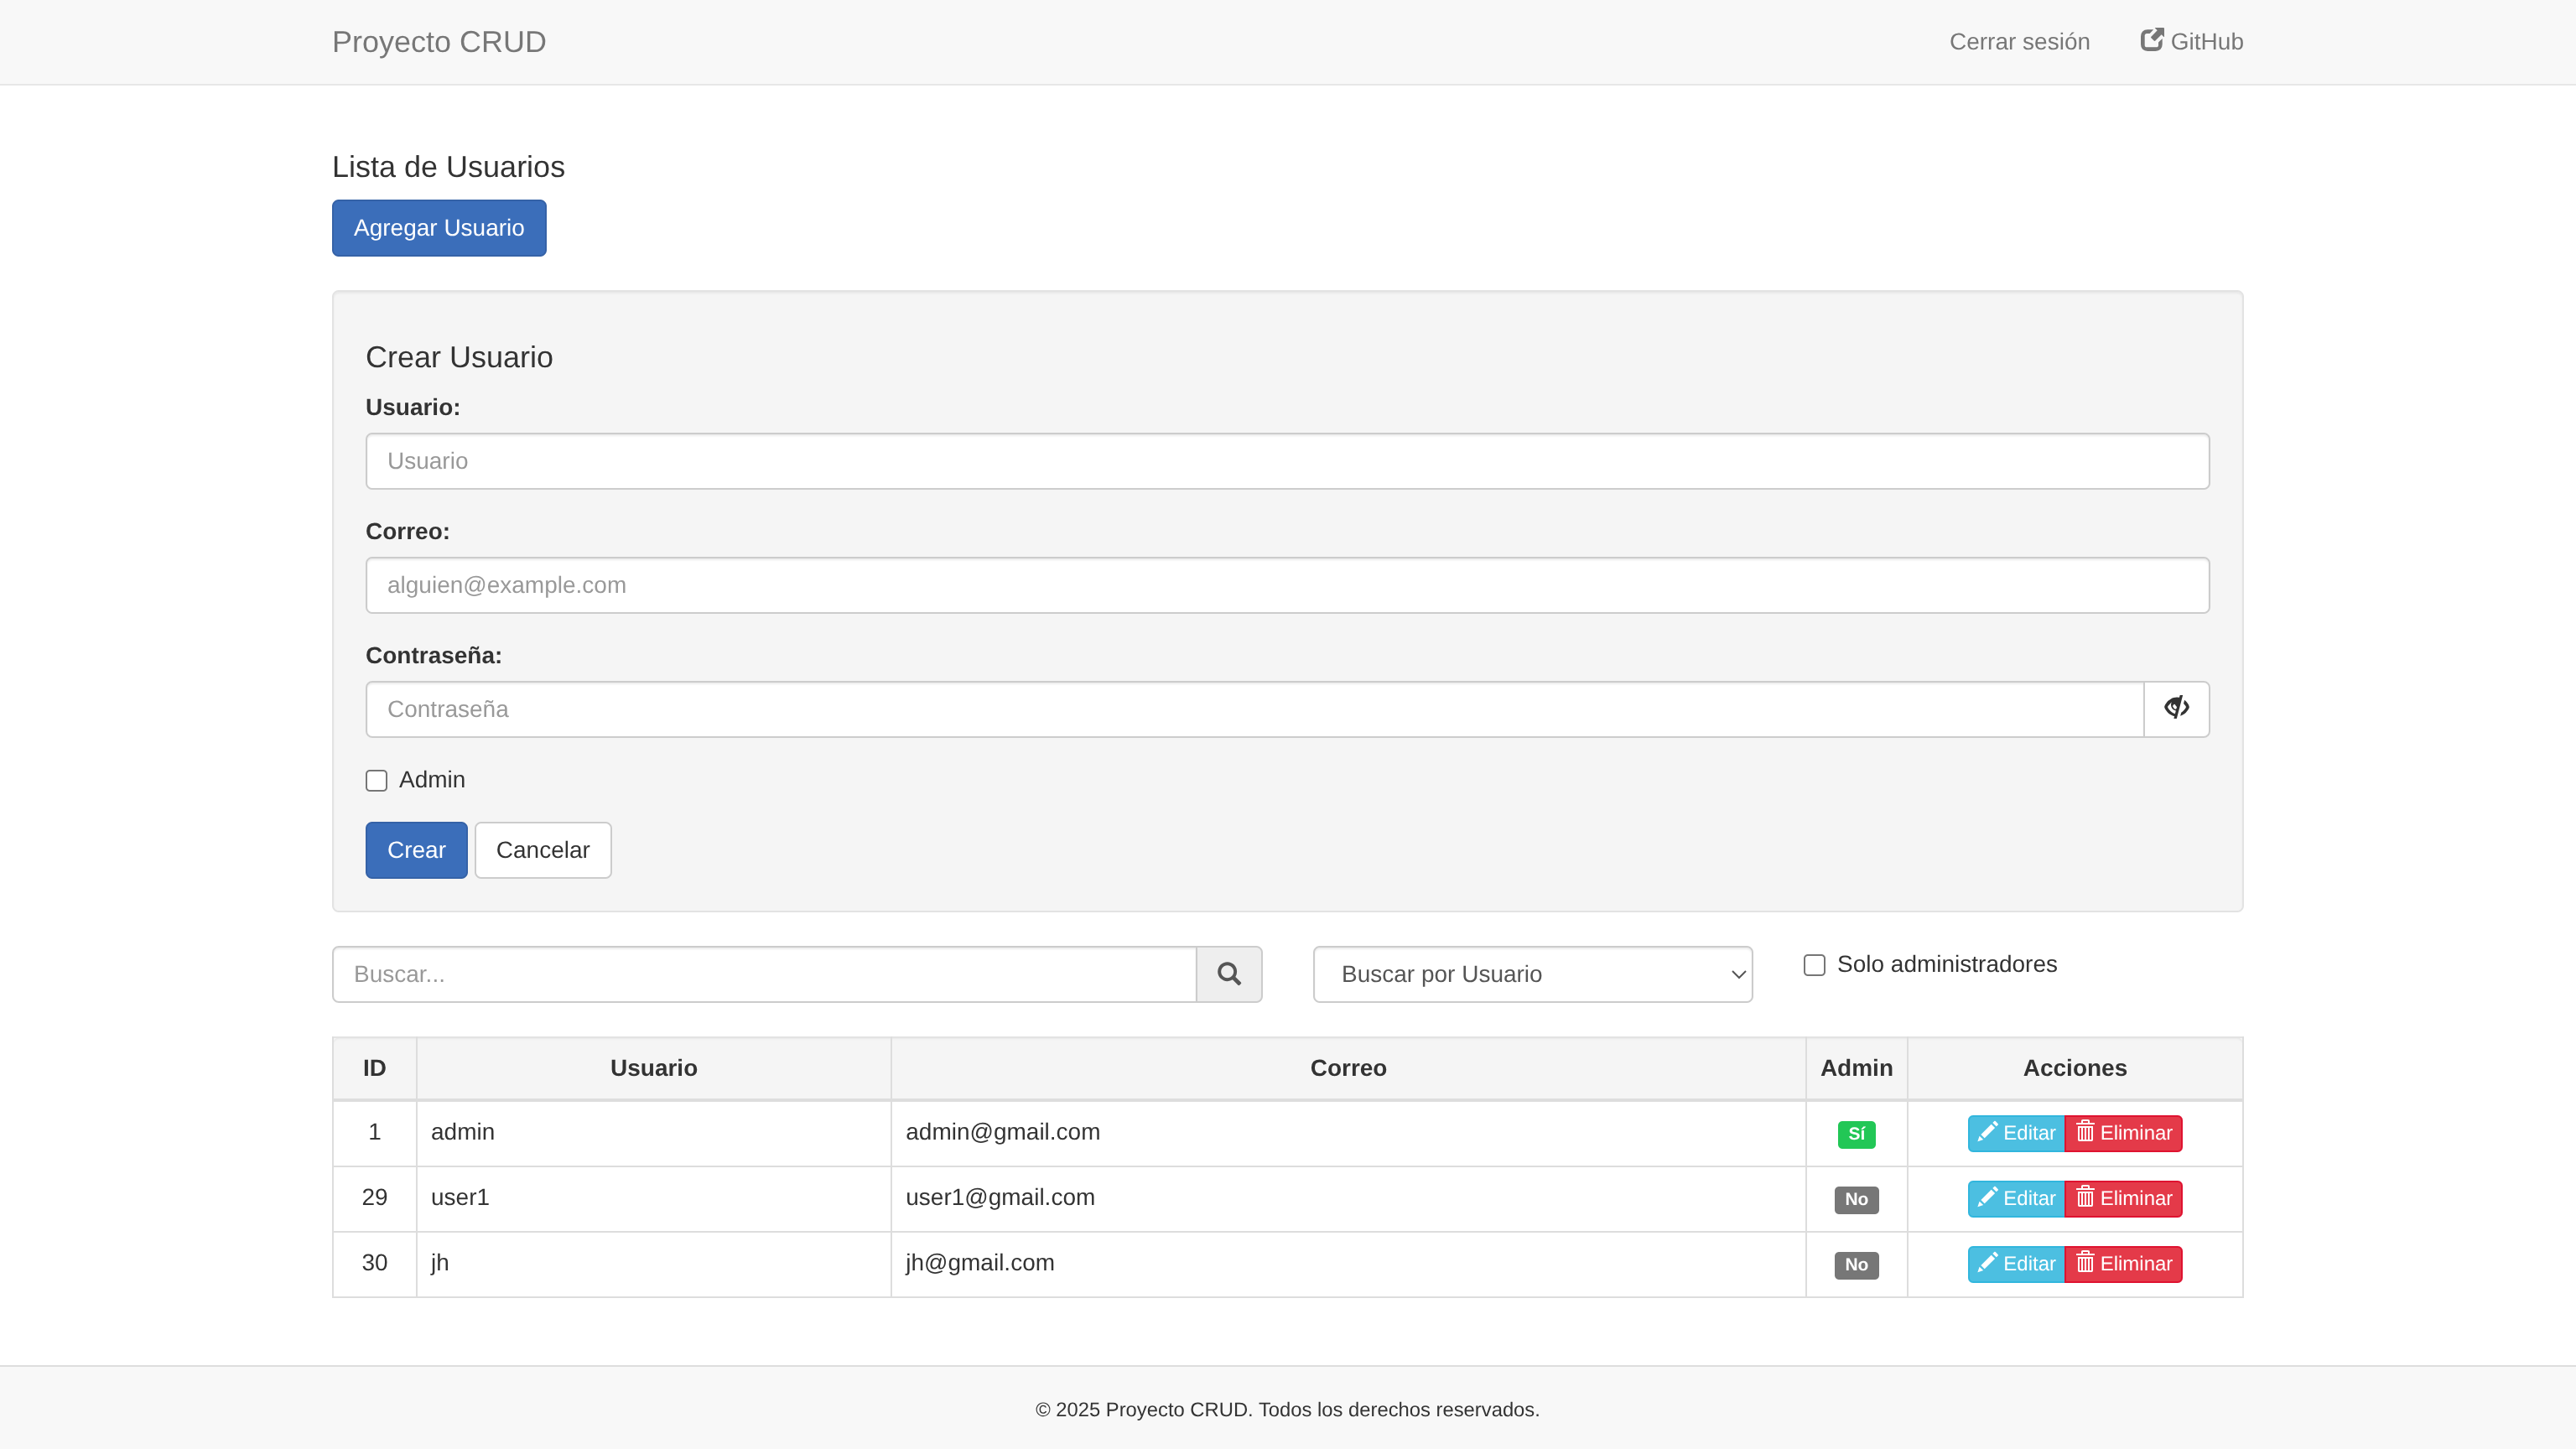 Proyecto CRUD
Cerrar sesión
GitHub
Lista de Usuarios
Agregar Usuario
Crear Usuario
Usuario:
Usuario
Correo:
alguien@example.com
Contraseña:
Contraseña
Admin
Crear Cancelar
Buscar... Buscar por Usuario Solo administradores
ID Usuario Correo Admin Acciones
1 admin admin@gmail.com Sí Editar Eliminar
29 user1 user1@gmail.com No Editar Eliminar
30 jh jh@gmail.com No Editar Eliminar
© 2025 Proyecto CRUD. Todos los derechos reservados.